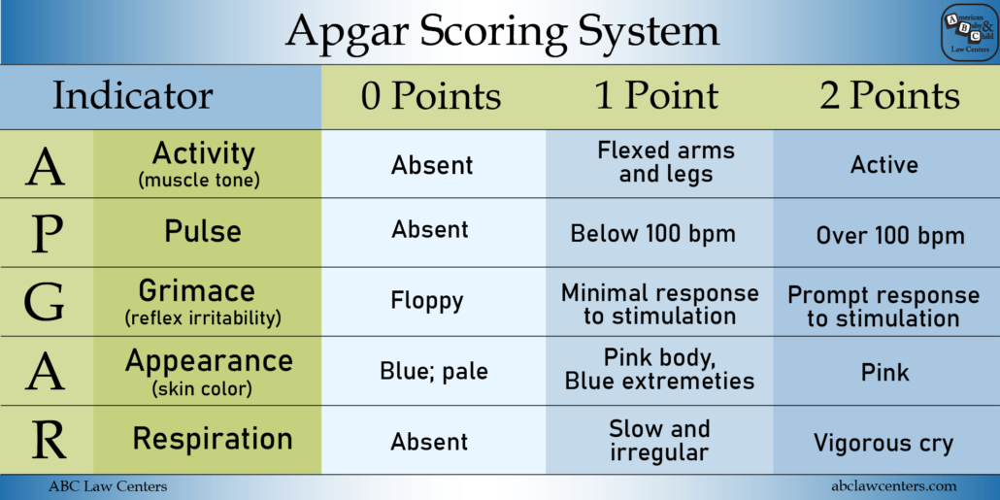 Apgar Scoring System
American
Baby &
Child
Law Centers
Indicator 0 Points 1 Point 2 Points
A Activity (muscle tone) Absent Flexed arms and legs Active
P Pulse Absent Below 100 bpm Over 100 bpm
G Grimace (reflex irritability) Floppy Minimal response to stimulation Prompt response to stimulation
A Appearance (skin color) Blue; pale Pink body, Blue extremeties Pink
R Respiration Absent Slow and irregular Vigorous cry
ABC Law Centers abclawcenters.com